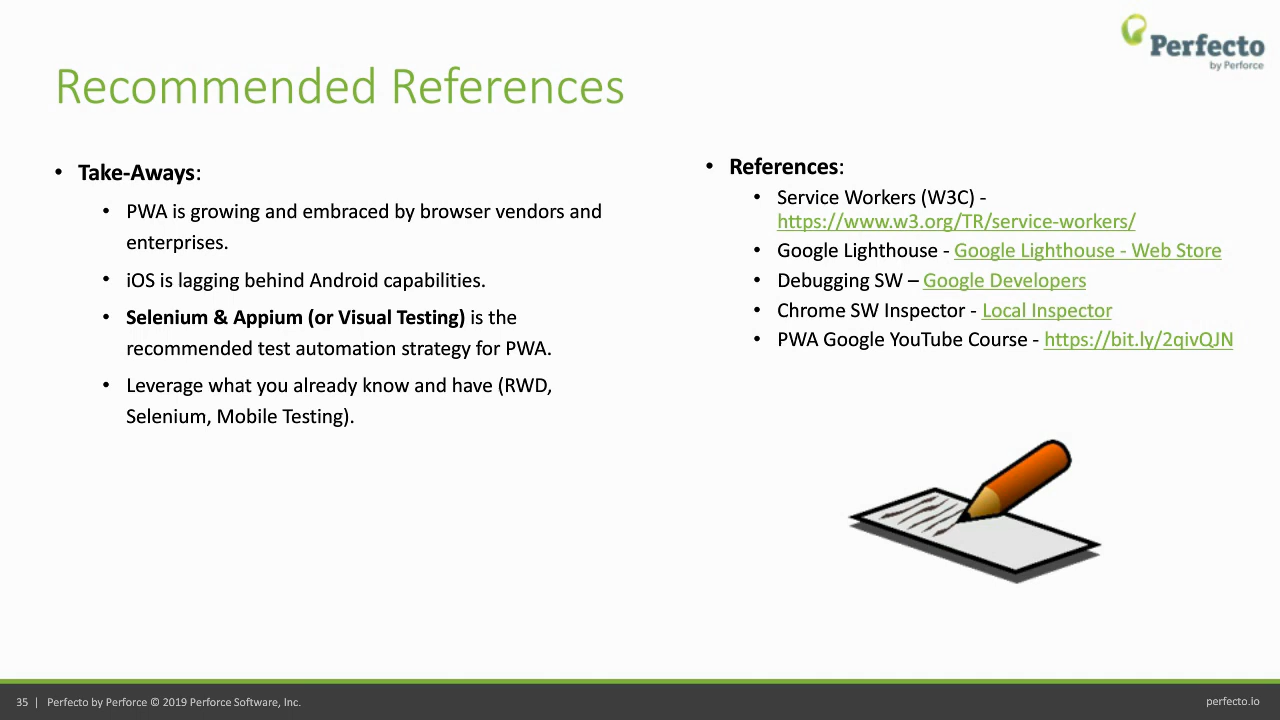 Perfecto
by Perforce
Recommended References
• Take-Aways:
• PWA is growing and embraced by browser vendors and
enterprises.
• iOS is lagging behind Android capabilities.
• Selenium & Appium (or Visual Testing) is the
recommended test automation strategy for PWA.
• Leverage what you already know and have (RWD,
Selenium, Mobile Testing).
• References:
• Service Workers (W3C) -
https://www.w3.org/TR/service-workers/
• Google Lighthouse - Google Lighthouse - Web Store
• Debugging SW – Google Developers
• Chrome SW Inspector - Local Inspector
• PWA Google YouTube Course - https://bit.ly/2qivQJN
35 | Perfecto by Perforce © 2019 Perforce Software, Inc.
perfecto.io